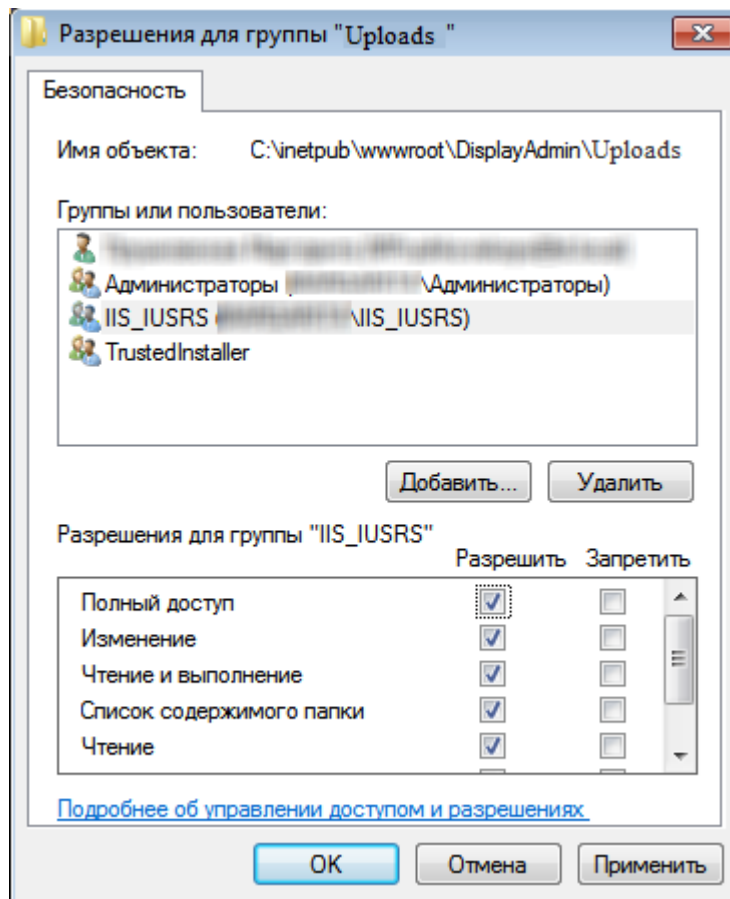 Разрешения для группы "Uploads "
Безопасность
Имя объекта: C:\inetpub\wwwroot\DisplayAdmin\Uploads
Группы или пользователи:
Администраторы ( \Администраторы)
IIS_IUSRS \IIS_IUSRS)
TrustedInstaller
Добавить... Удалить
Разрешения для группы "IIS_IUSRS"
Разрешить Запретить
Полный доступ
Изменение
Чтение и выполнение
Список содержимого папки
Чтение
Подробнее об управлении доступом и разрешениях
OK Отмена Применить